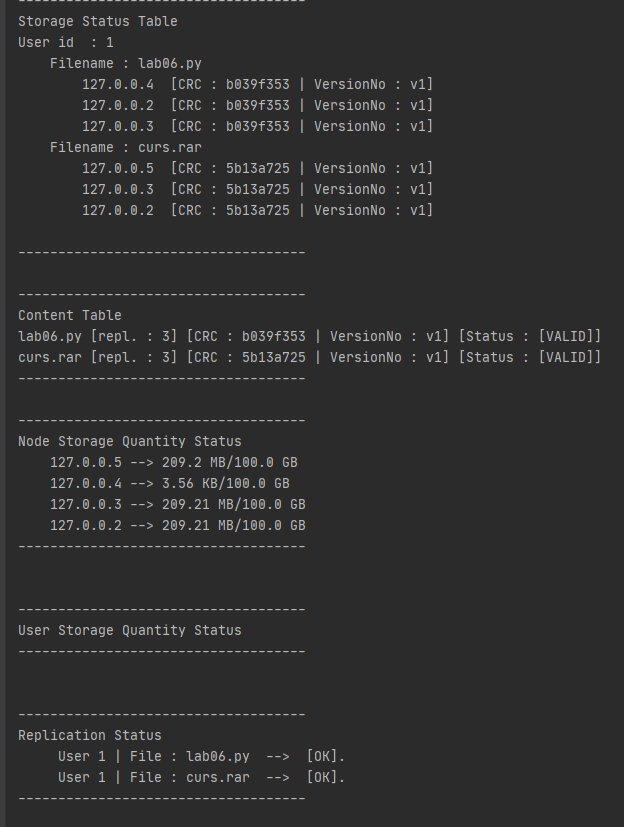 ------------------------------------
Storage Status Table
User id  : 1
    Filename : lab06.py
        127.0.0.4  [CRC : b039f353 | VersionNo : v1]
        127.0.0.2  [CRC : b039f353 | VersionNo : v1]
        127.0.0.3  [CRC : b039f353 | VersionNo : v1]
    Filename : curs.rar
        127.0.0.5  [CRC : 5b13a725 | VersionNo : v1]
        127.0.0.3  [CRC : 5b13a725 | VersionNo : v1]
        127.0.0.2  [CRC : 5b13a725 | VersionNo : v1]
------------------------------------
------------------------------------
Content Table
lab06.py [repl. : 3] [CRC : b039f353 | VersionNo : v1] [Status : [VALID]]
curs.rar [repl. : 3] [CRC : 5b13a725 | VersionNo : v1] [Status : [VALID]]
------------------------------------
------------------------------------
Node Storage Quantity Status
    127.0.0.5 --> 209.2 MB/100.0 GB
    127.0.0.4 --> 3.56 KB/100.0 GB
    127.0.0.3 --> 209.21 MB/100.0 GB
    127.0.0.2 --> 209.21 MB/100.0 GB
------------------------------------
------------------------------------
User Storage Quantity Status
------------------------------------
------------------------------------
Replication Status
     User 1 | File : lab06.py  -->  [OK].
     User 1 | File : curs.rar  -->  [OK].
------------------------------------